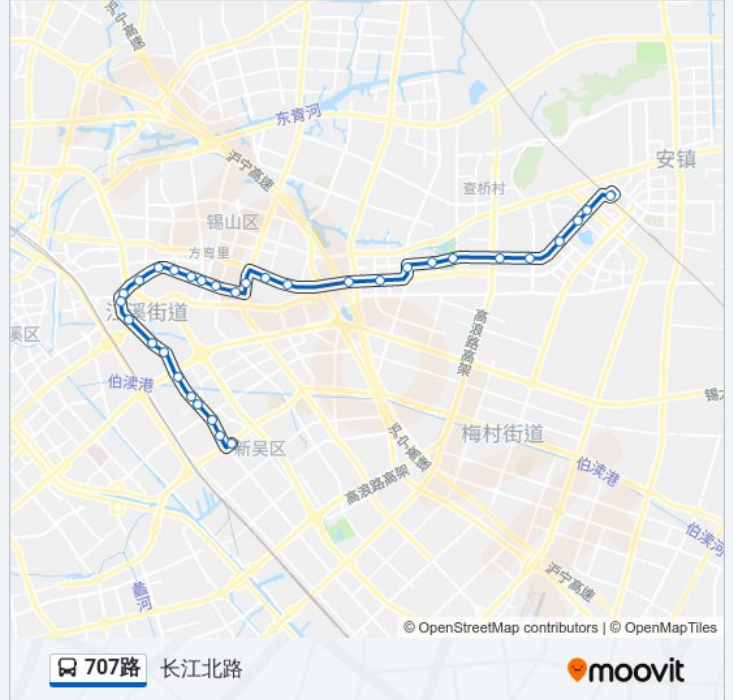 沪宁高速
东青河
沪宁高速
安镇
查桥村
锡山区
方巷里
江溪街道
溪区
高浪路高架
伯渎港
锡太
新吴区
沪宁高速
梅村街道
伯渎港
高浪路高架
伯渎河
沪宁高速
蠡河
© OpenStreetMap contributors | © OpenMapTiles
707路 长江北路
moovit